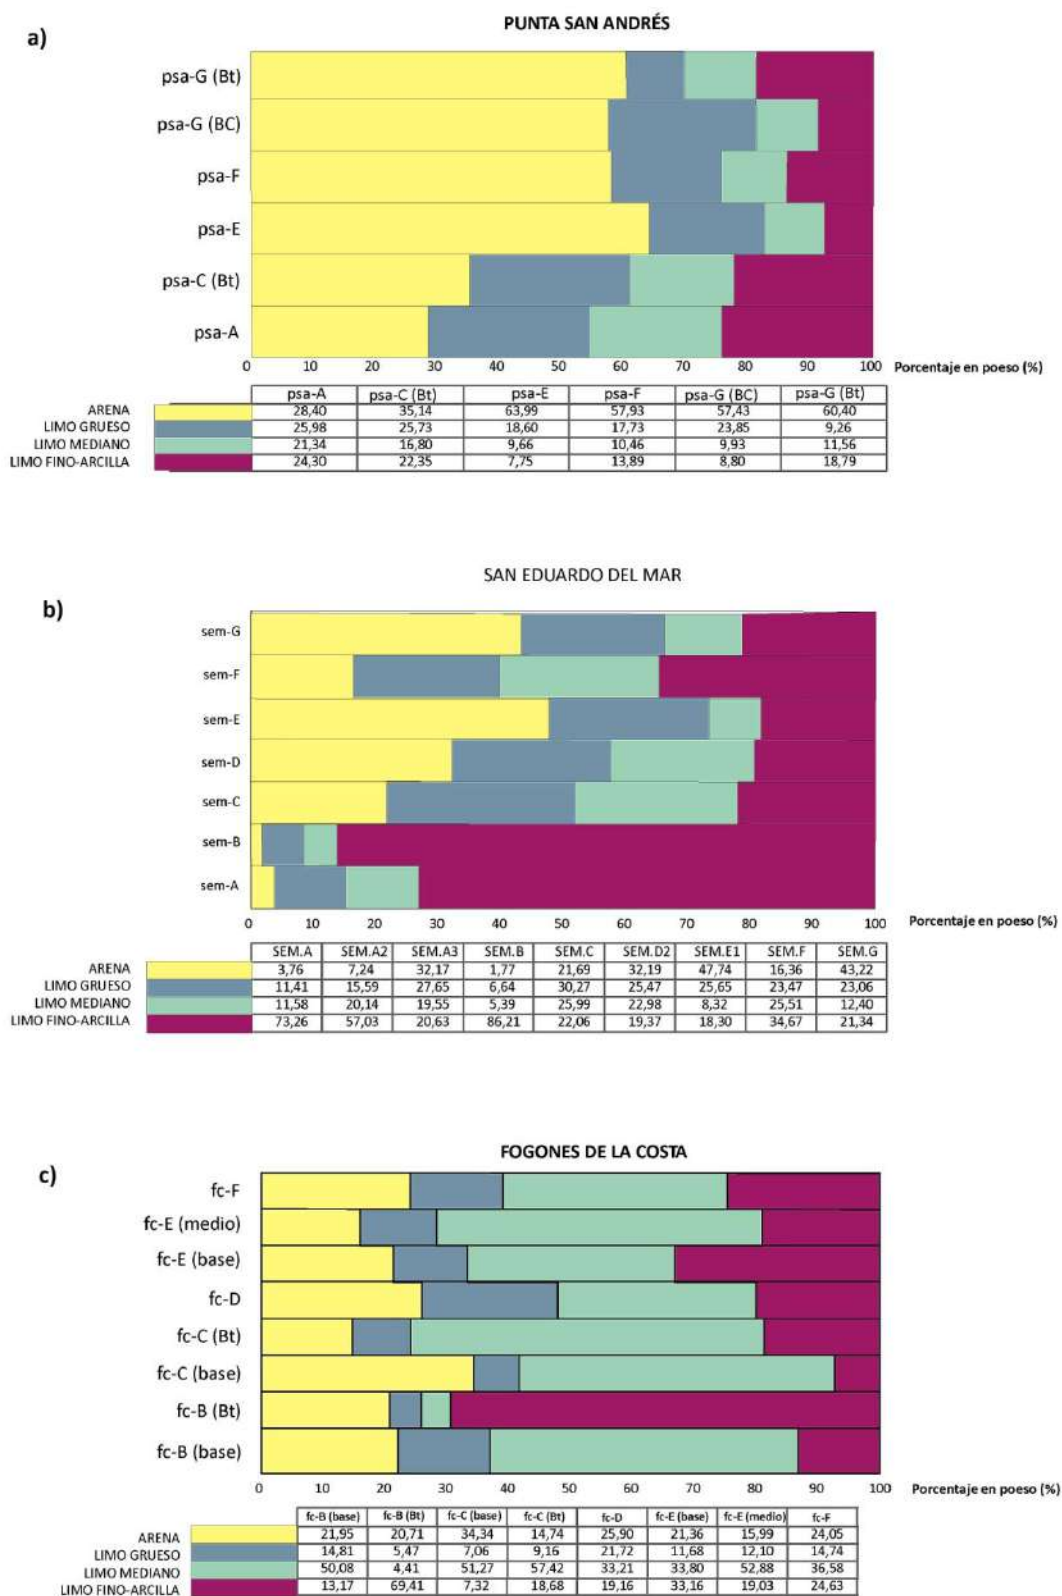 PUNTA SAN ANDRÉS
a)
psa-G (Bt)
psa-G (BC)
psa-F
psa-E
psa-C (Bt)
psa-A
0 10 20 30 40 50 60 70 80 90 100 Porcentaje en poeso (%)
psa-A psa-C (Bt) psa-E psa-F psa-G (BC) psa-G (Bt)
ARENA 28,40 35,14 63,99 57,93 57,43 60,40
LIMO GRUESO 25,98 25,73 18,60 17,73 23,85 9,26
LIMO MEDIANO 21,34 16,80 9,66 10,46 9,93 11,56
LIMO FINO-ARCILLA 24,30 22,35 7,75 13,89 8,80 18,79
SAN EDUARDO DEL MAR
b)
sem-G
sem-F
sem-E
sem-D
sem-C
sem-B
sem-A
0 10 20 30 40 50 60 70 80 90 100 Porcentaje en poeso (%)
SEM.A SEM.A2 SEM.A3 SEM.B SEM.C SEM.D2 SEM.E1 SEM.F SEM.G
ARENA 3,76 7,24 32,17 1,77 21,69 32,19 47,74 16,36 43,22
LIMO GRUESO 11,41 15,59 27,65 6,64 30,27 25,47 25,65 23,47 23,06
LIMO MEDIANO 11,58 20,14 19,55 5,39 25,99 22,98 8,32 25,51 12,40
LIMO FINO-ARCILLA 73,26 57,03 20,63 86,21 22,06 19,37 18,30 34,67 21,34
FOGONES DE LA COSTA
c)
fc-F
fc-E (medio)
fc-E (base)
fc-D
fc-C (Bt)
fc-C (base)
fc-B (Bt)
fc-B (base)
0 10 20 30 40 50 60 70 80 90 100 Porcentaje en poeso (%)
fc-B (base) fc-B (Bt) fc-C (base) fc-C (Bt) fc-D fc-E (base) fc-E (medio) fc-F
ARENA 21,95 20,71 34,34 14,74 25,90 21,36 15,99 24,05
LIMO GRUESO 14,81 5,47 7,06 9,16 21,72 11,68 12,10 14,74
LIMO MEDIANO 50,08 4,41 51,27 57,42 33,21 33,80 52,88 36,58
LIMO FINO-ARCILLA 13,17 69,41 7,32 18,68 19,16 33,16 19,03 24,63